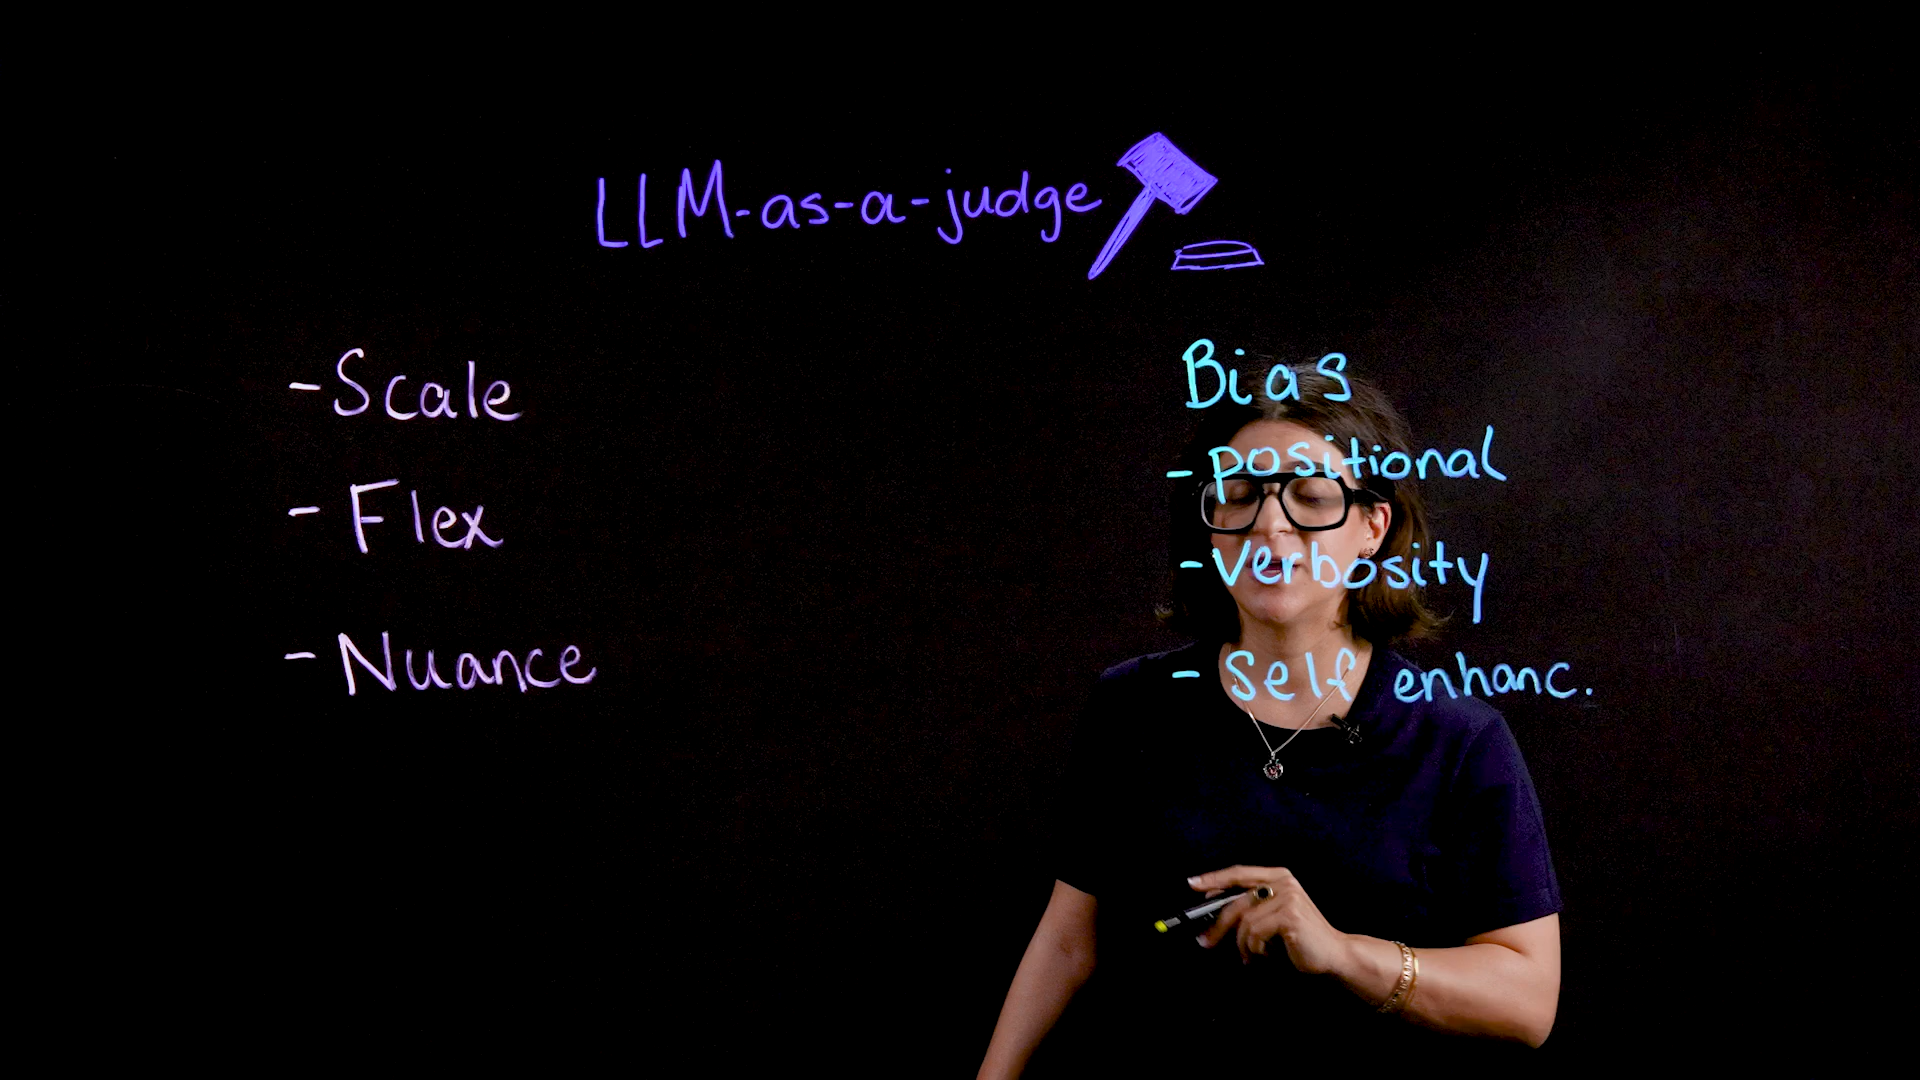 LLM-as-a-judge
- Scale
- Flex
- Nuance
Bias
- positional
- verbosity
- Self enhanc.